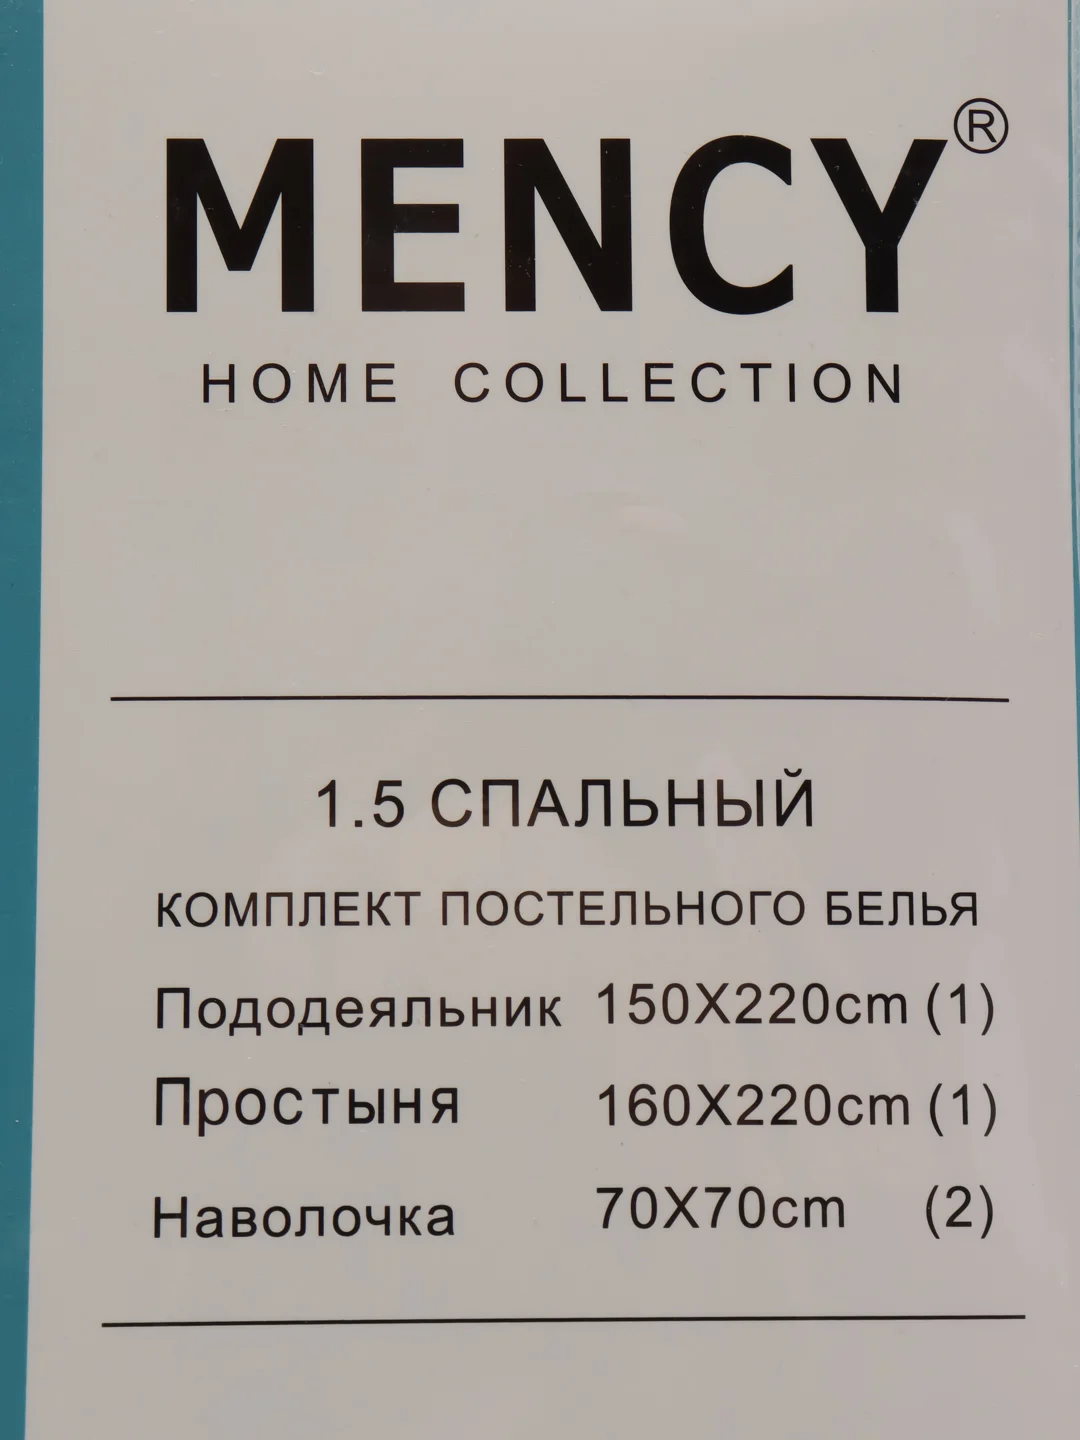 MENCY®
HOME COLLECTION
1.5 СПАЛЬНЫЙ
КОМПЛЕКТ ПОСТЕЛЬНОГО БЕЛЬЯ
Пододеяльник 150X220cm (1)
Простыня 160X220cm (1)
Наволочка 70X70cm (2)